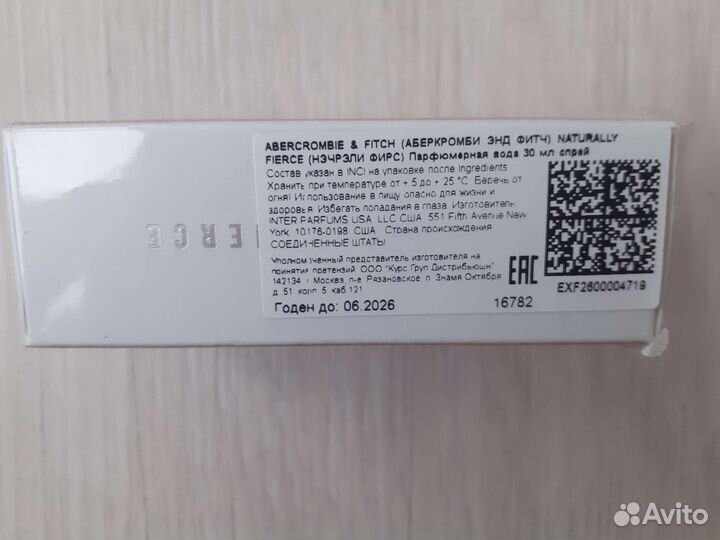 ABERCROMBIE & FITCH (АБЕРКРОМБИ ЭНД ФИТЧ) NATURALLY
FIERCE (НЭЧРЭЛИ ФИРС) Парфюмерная вода 30 мл спрей
Состав указан в INCI на упаковке после Ingredients
Хранить при температуре от + 5 до + 25 °С. Беречь от
огня! Использование в пищу опасно для жизни и
здоровья. Избегать попадания в глаза. Изготовитель:
INTER PARFUMS USA, LLC США 551 Fifth Avenue New
York, 10176-0198 США Страна происхождения
СОЕДИНЕННЫЕ ШТАТЫ
Уполномоченный представитель изготовителя на
принятие претензий: ООО "Курс Груп Дистрибьюшн"
142134 г Москва, п-е Рязановское, п. Знамя Октября
д. 51, корп. 5, каб 121
EAC
Годен до: 06.2026
16782
EXF2600004719
IERCE
Avito